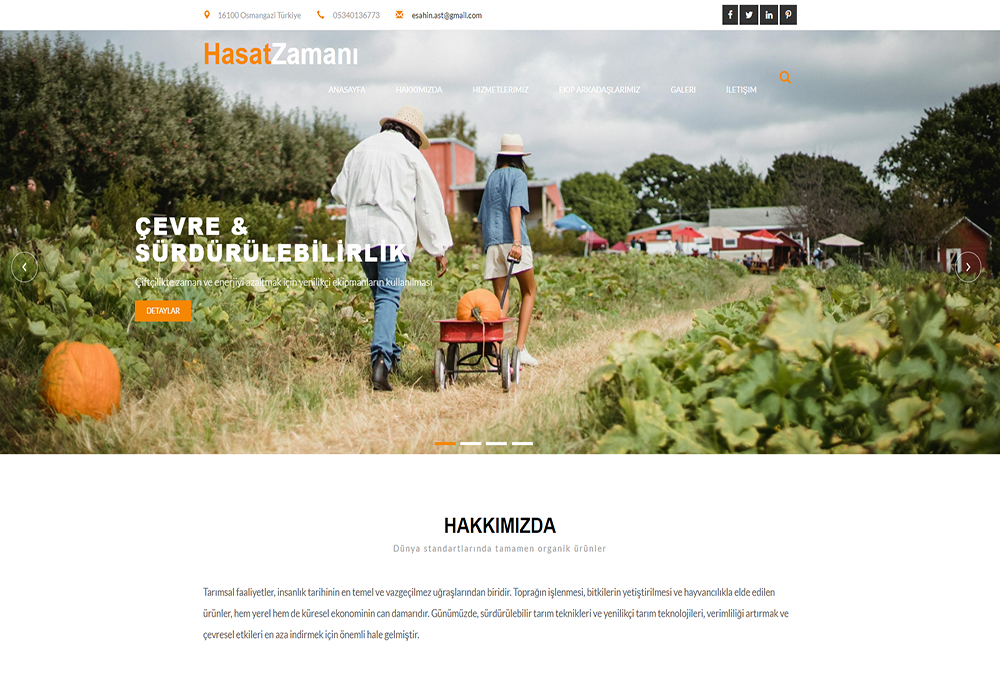 16100 Osmangazi Türkiye 05340136773 esahin.ast@gmail.com
HasatZamanı
ANASAYFA HAKKIMIZDA HIZMETLERIMIZ EKIP ARKADAŞLARIMIZ GALERI İLETIŞIM
ÇEVRE &
SÜRDÜRÜLEBİLİRLİK
Çiftçilikte zaman ve enerjiyi azaltmak için yenilikçi ekipmanların kullanılması
DETAYLAR
HAKKIMIZDA
Dünya standartlarında tamamen organik ürünler
Tarımsal faaliyetler, insanlık tarihinin en temel ve vazgeçilmez uğraşlarından biridir. Toprağın işlenmesi, bitkilerin yetiştirilmesi ve hayvancılıkla elde edilen
ürünler, hem yerel hem de küresel ekonominin can damarıdır. Günümüzde, sürdürülebilir tarım teknikleri ve yenilikçi tarım teknolojileri, verimliliği artırmak ve
çevresel etkileri en aza indirmek için önemli hale gelmiştir.